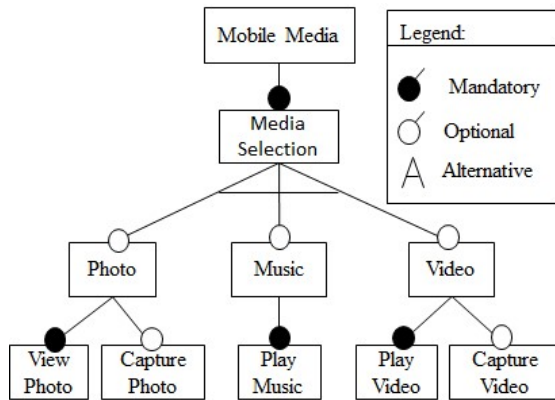 Mobile Media
Legend:
Mandatory
Optional
Alternative
Media
Selection
Photo
Music
Video
View
Photo
Capture
Photo
Play
Music
Play
Video
Capture
Video